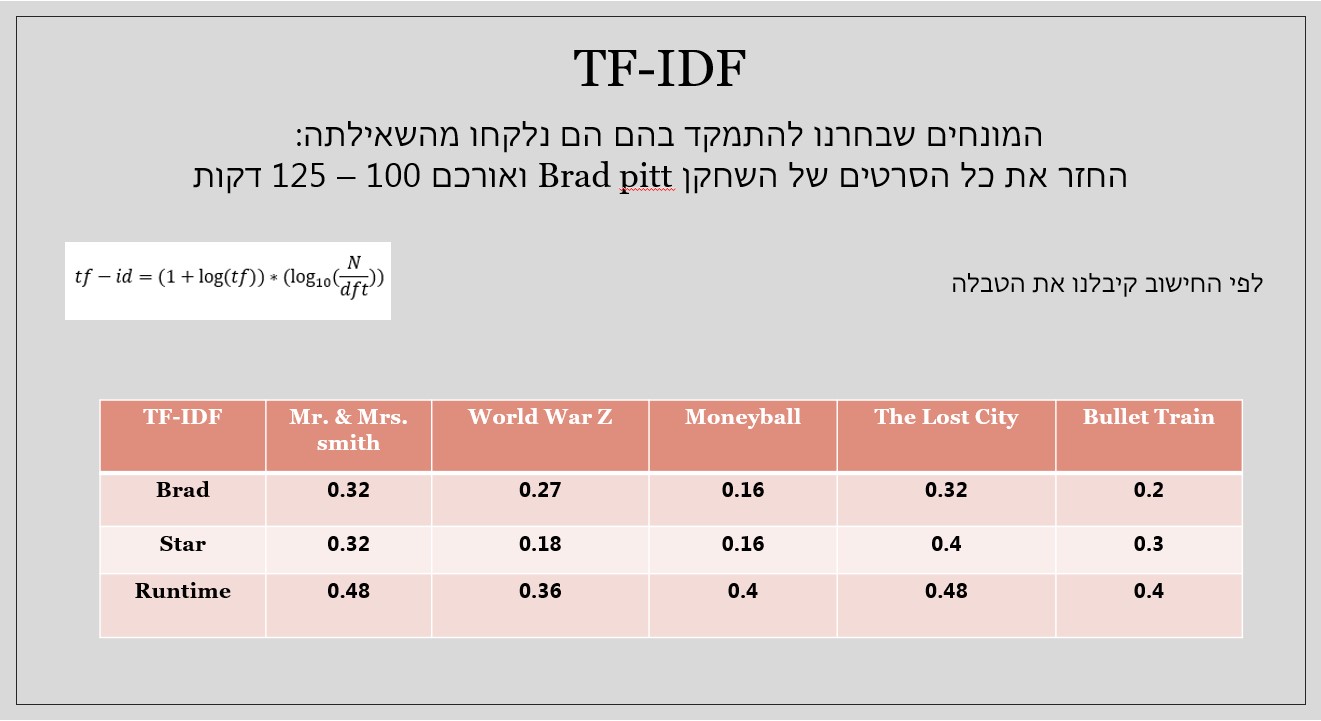 TF-IDF
המונחים שבחרנו להתמקד בהם הם נלקחו מהשאילתה:
החזר את כל הסרטים של השחקן Brad pitt ואורכם 100 – 125 דקות
tf − id = (1 + log(tf)) ∗ (log₁₀(N/dft))
לפי החישוב קיבלנו את הטבלה
TF-IDF Mr. & Mrs. smith World War Z Moneyball The Lost City Bullet Train
Brad 0.32 0.27 0.16 0.32 0.2
Star 0.32 0.18 0.16 0.4 0.3
Runtime 0.48 0.36 0.4 0.48 0.4